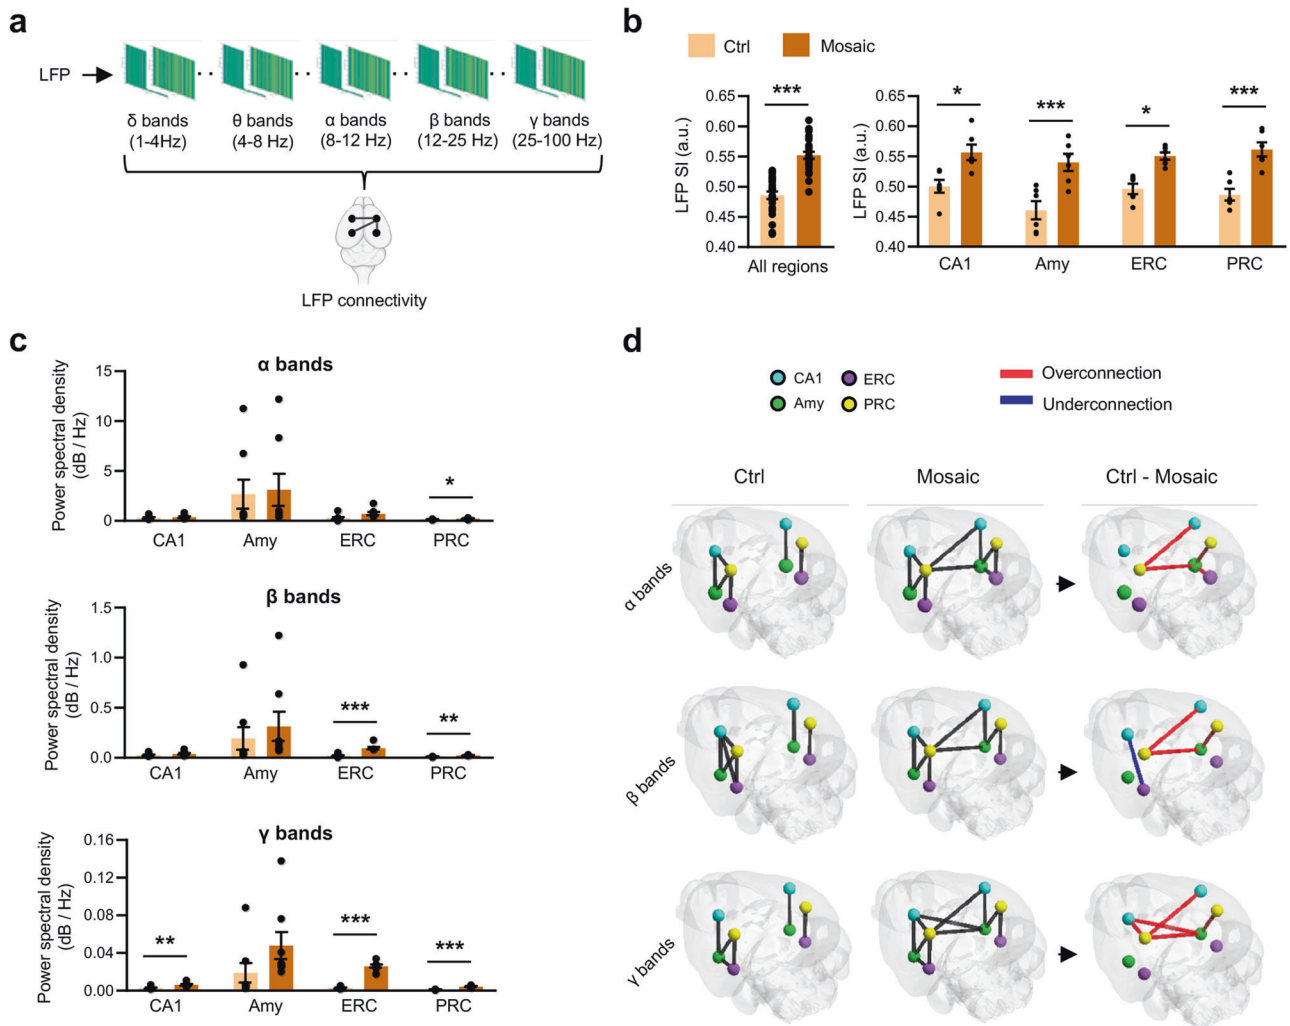 a
LFP
δ bands
(1-4Hz)
θ bands
(4-8 Hz)
α bands
(8-12 Hz)
β bands
(12-25 Hz)
γ bands
(25-100 Hz)
LFP connectivity
b
Ctrl
Mosaic
LFP SI (a.u.)
0.65
0.60
0.55
0.50
0.45
0.40
***
All regions
LFP SI (a.u.)
0.65
0.60
0.55
0.50
0.45
0.40
*
***
*
***
CA1
Amy
ERC
PRC
c
α bands
Power spectral density
(dB / Hz)
15
10
5
0
*
CA1
Amy
ERC
PRC
β bands
Power spectral density
(dB / Hz)
1.5
1.0
0.5
0.0
***
**
CA1
Amy
ERC
PRC
γ bands
Power spectral density
(dB / Hz)
0.16
0.12
0.08
0.04
0.00
**
***
***
CA1
Amy
ERC
PRC
d
CA1
ERC
Amy
PRC
Overconnection
Underconnection
Ctrl
Mosaic
Ctrl - Mosaic
α bands
β bands
γ bands